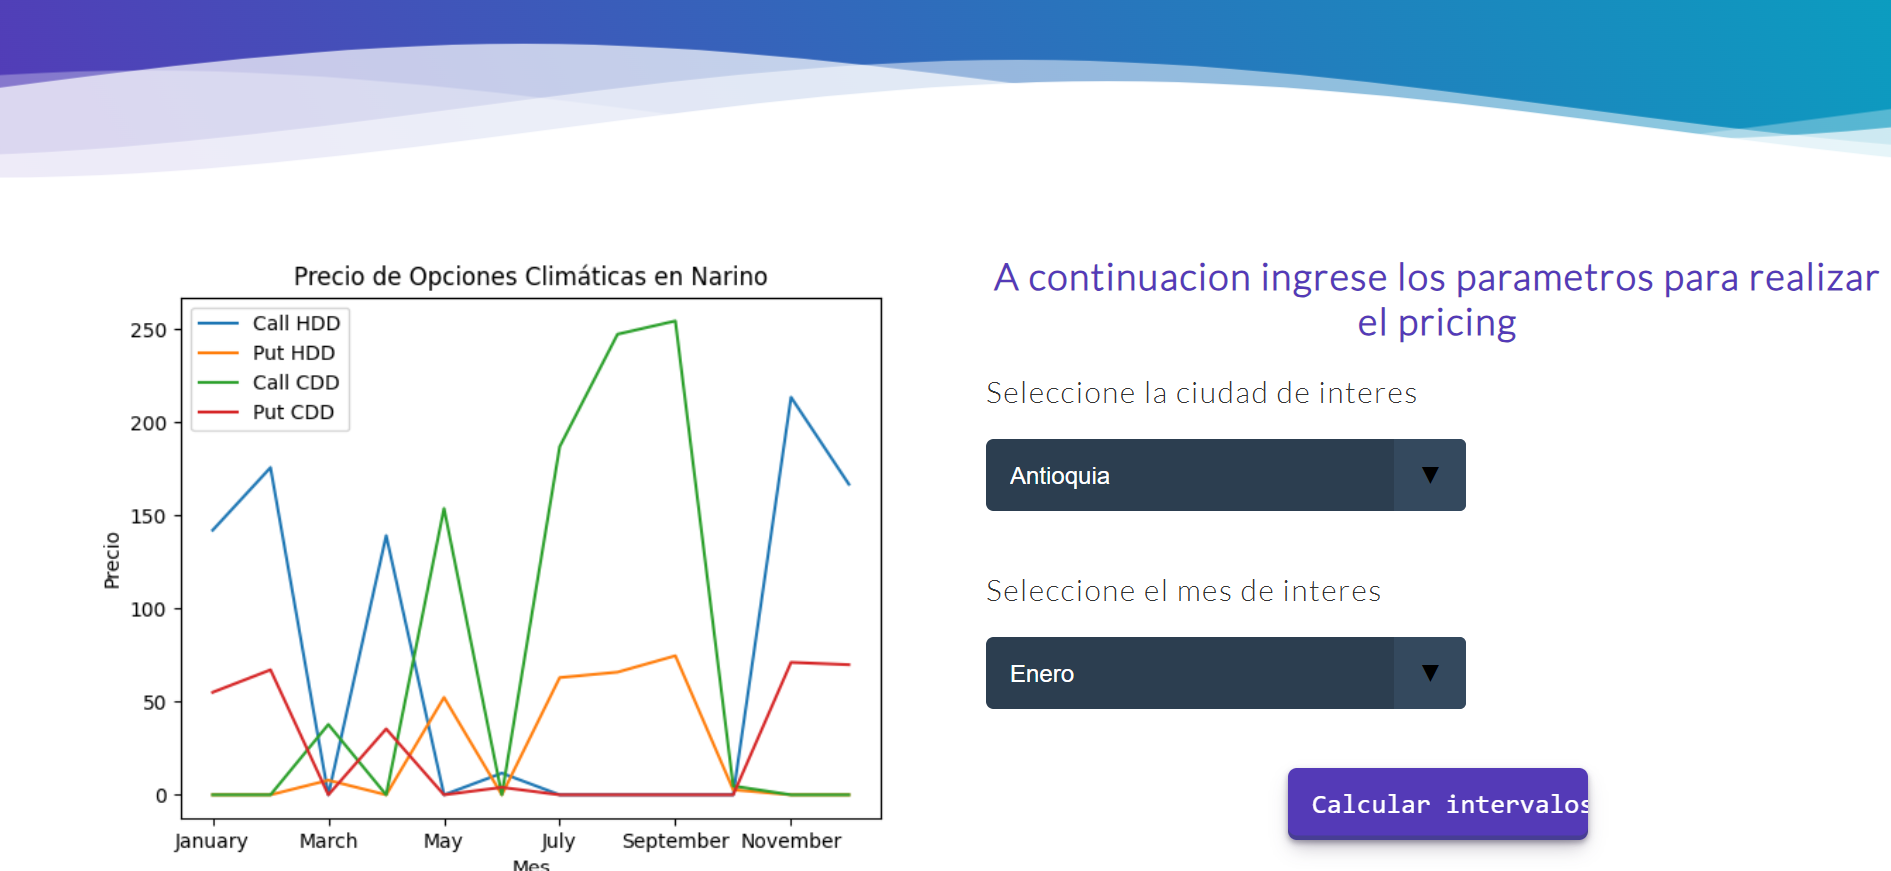 Precio de Opciones Climáticas en Narino
Call HDD
Put HDD
Call CDD
Put CDD
250
200
150
100
50
0
Precio
January March May July September November
Mes
A continuacion ingrese los parametros para realizar
el pricing
Seleccione la ciudad de interes
Antioquia
Seleccione el mes de interes
Enero
Calcular intervalos